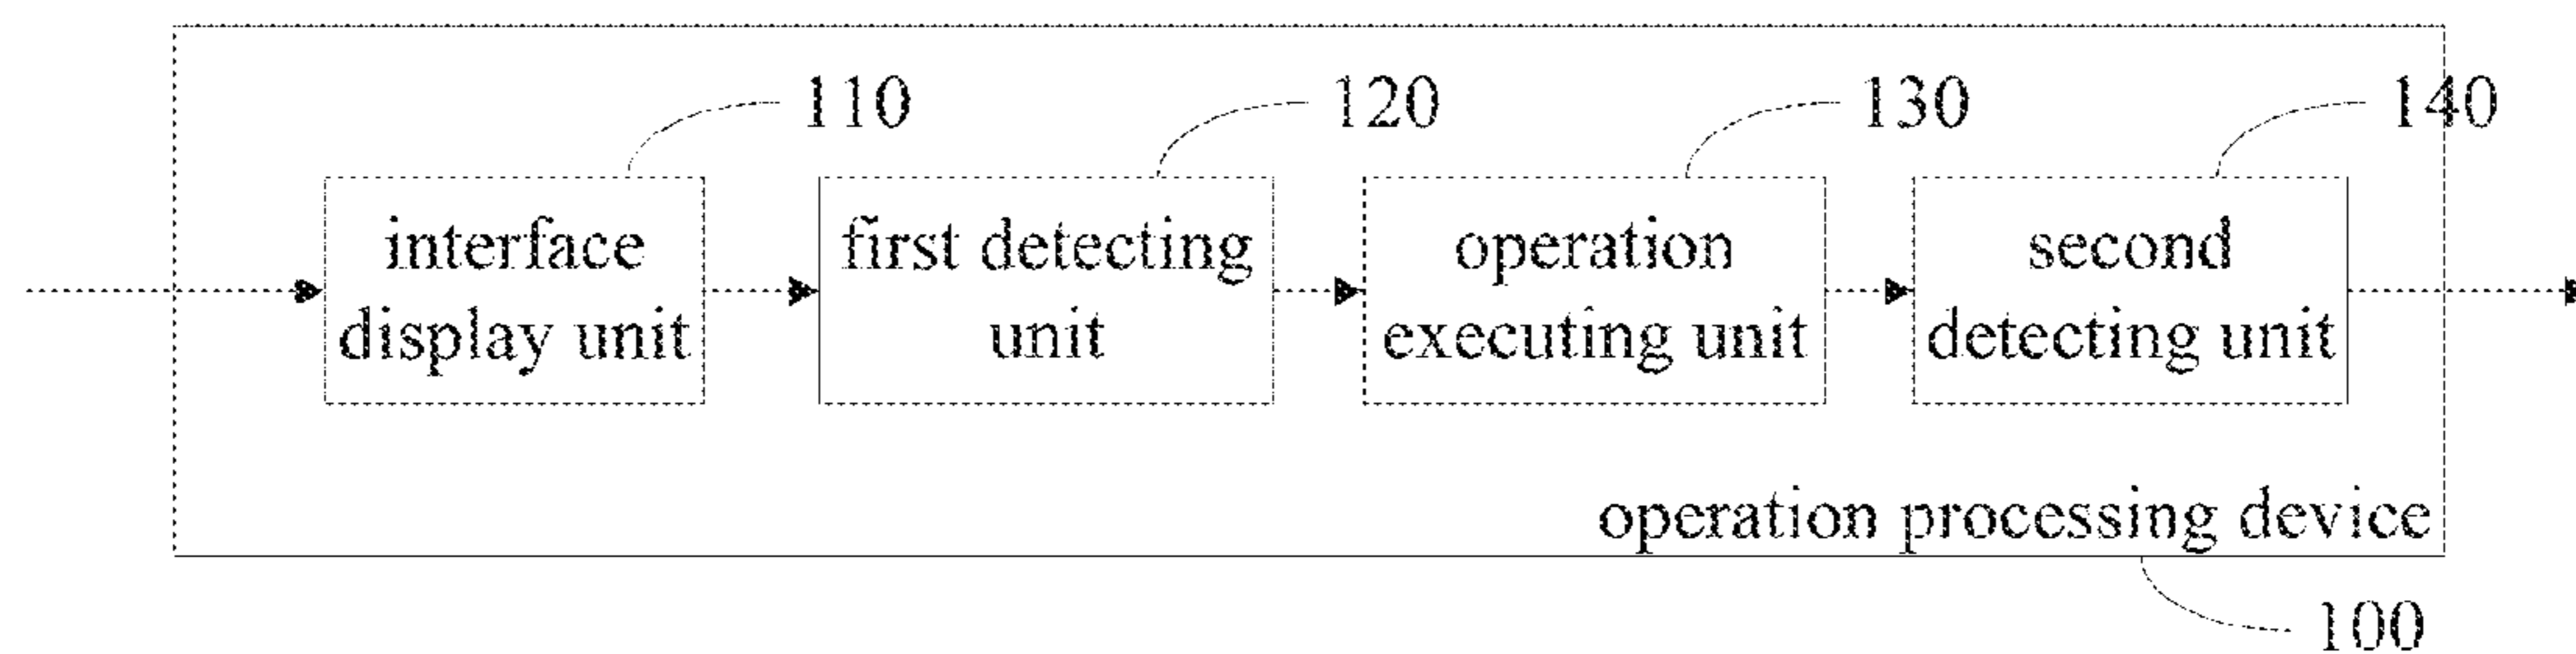 110
120
130
140
interface
display unit
first detecting
unit
operation
executing unit
second
detecting unit
operation processing device
100